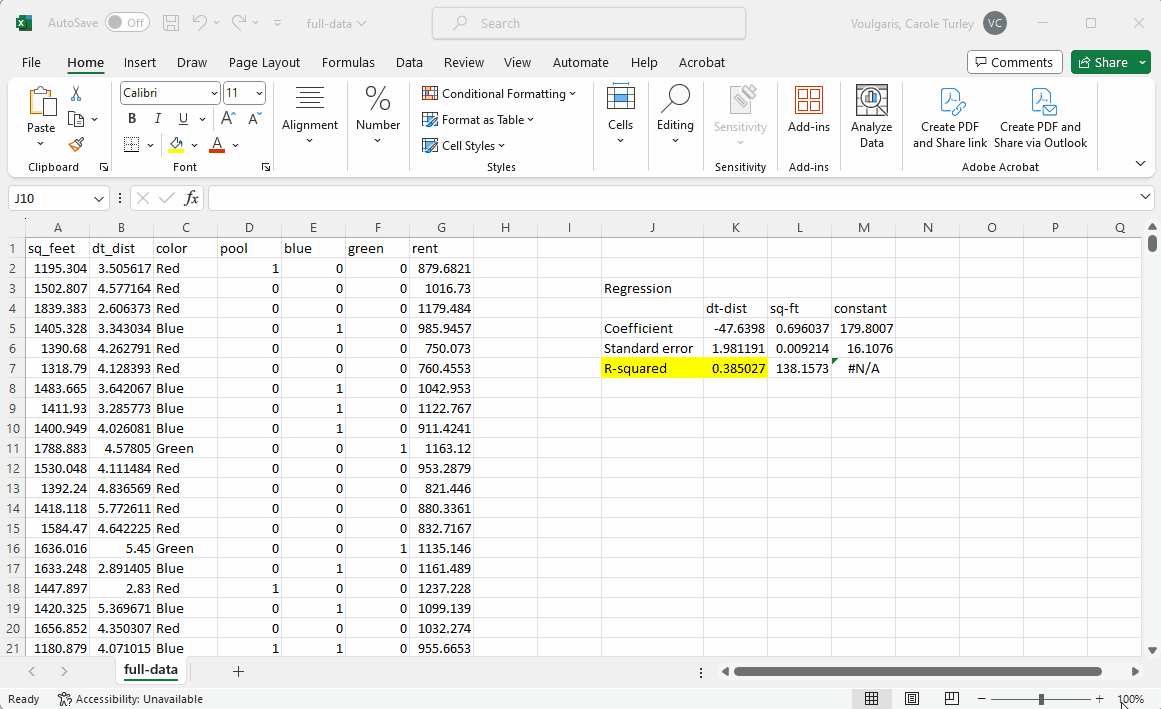 AutoSave Off full-data Search Voulgaris, Carole Turley VC
File Home Insert Draw Page Layout Formulas Data Review View Automate Help Acrobat Comments Share
Paste
Clipboard
Calibri 11
B I U A A
A
Font
Alignment
% Number
Conditional Formatting
Format as Table
Cell Styles
Styles
Cells
Editing
Sensitivity
Sensitivity
Add-ins
Add-ins
Analyze Data
Create PDF and Share link
Create PDF and Share via Outlook
Adobe Acrobat
J10 fx
A B C D E F G H I J K L M N O P Q
1 sq_feet dt_dist color pool blue green rent
2 1195.304 3.505617 Red 1 0 0 879.6821
3 1502.807 4.577164 Red 0 0 0 1016.73 Regression
4 1839.383 2.606373 Red 0 0 0 1179.484 dt-dist sq-ft constant
5 1405.328 3.343034 Blue 0 1 0 985.9457 Coefficient -47.6398 0.696037 179.8007
6 1390.68 4.262791 Red 0 0 0 750.073 Standard error 1.981191 0.009214 16.1076
7 1318.79 4.128393 Red 0 0 0 760.4553 R-squared 0.385027 138.1573 #N/A
8 1483.665 3.642067 Blue 0 1 0 1042.953
9 1411.93 3.285773 Blue 0 1 0 1122.767
10 1400.949 4.026081 Blue 0 1 0 911.4241
11 1788.883 4.57805 Green 0 0 1 1163.12
12 1530.048 4.111484 Red 0 0 0 953.2879
13 1392.24 4.836569 Red 0 0 0 821.446
14 1418.118 5.772611 Red 0 0 0 880.3361
15 1584.47 4.642225 Red 0 0 0 832.7167
16 1636.016 5.45 Green 0 0 1 1135.146
17 1633.248 2.891405 Blue 0 1 0 1161.489
18 1447.897 2.83 Red 1 0 0 1237.228
19 1420.325 5.369671 Blue 0 1 0 1099.139
20 1656.852 4.350307 Red 0 0 0 1032.274
21 1180.879 4.071015 Blue 1 1 0 955.6653
full-data
Ready Accessibility: Unavailable 100%